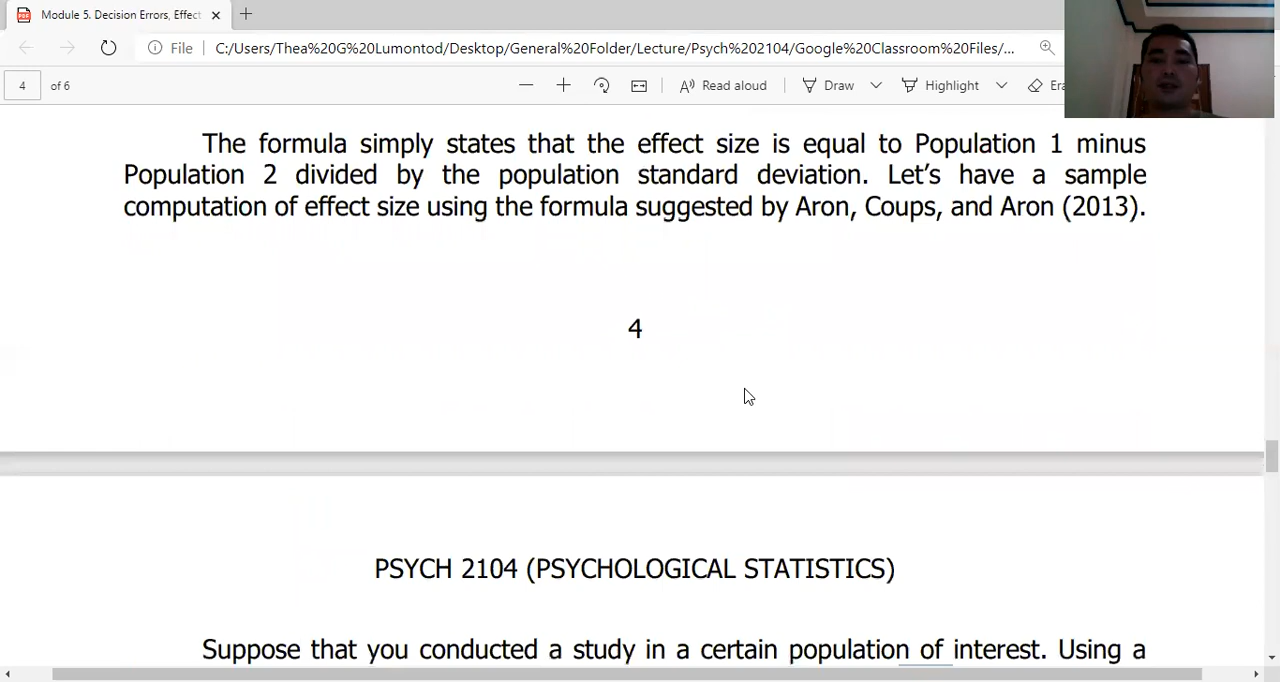 Module 5. Decision Errors, Effect
File
C:/Users/Thea%20G%20Lumontod/Desktop/General%20Folder/Lecture/Psych%202104/Google%20Classroom%20Files/...
4 of 6
Read aloud
Draw
Highlight
The formula simply states that the effect size is equal to Population 1 minus
Population 2 divided by the population standard deviation. Let’s have a sample
computation of effect size using the formula suggested by Aron, Coups, and Aron (2013).
4
PSYCH 2104 (PSYCHOLOGICAL STATISTICS)
Suppose that you conducted a study in a certain population of interest. Using a